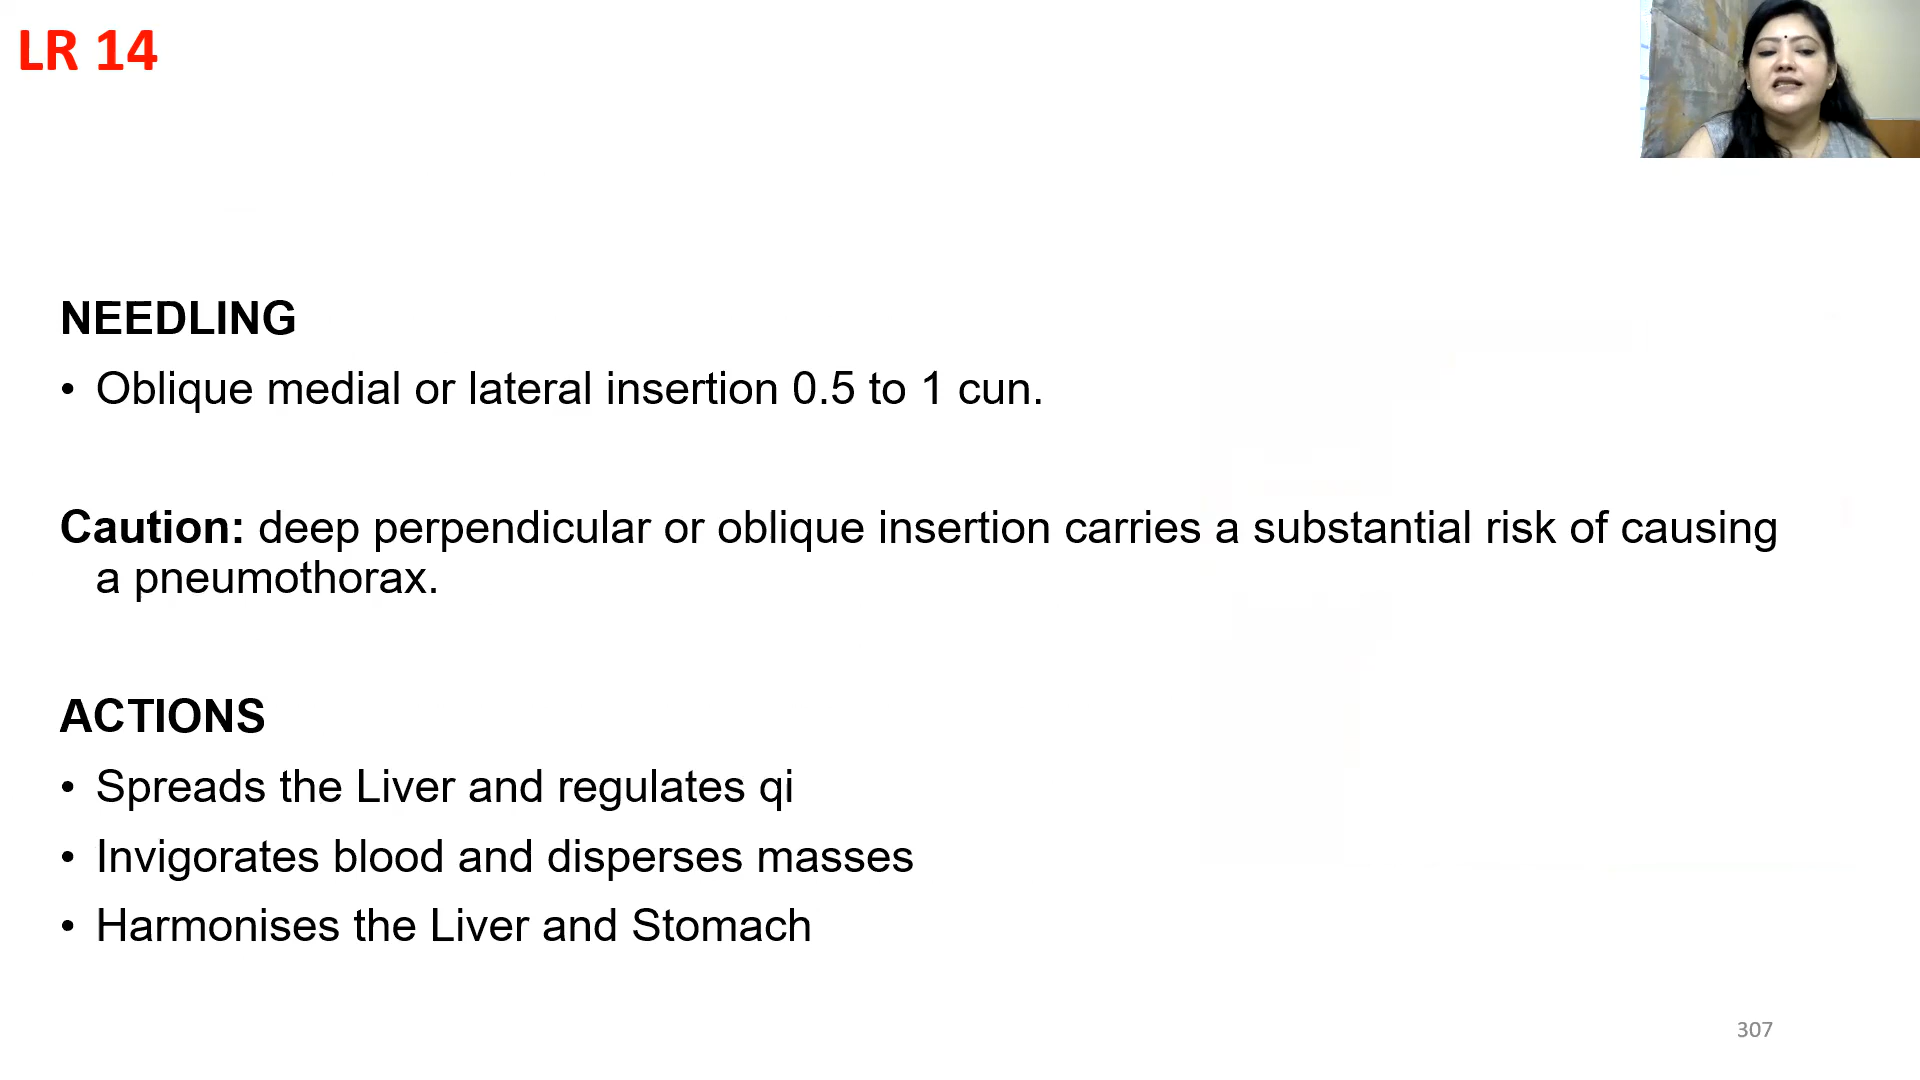 LR 14
NEEDLING
• Oblique medial or lateral insertion 0.5 to 1 cun.
Caution: deep perpendicular or oblique insertion carries a substantial risk of causing
a pneumothorax.
ACTIONS
• Spreads the Liver and regulates qi
• Invigorates blood and disperses masses
• Harmonises the Liver and Stomach
307